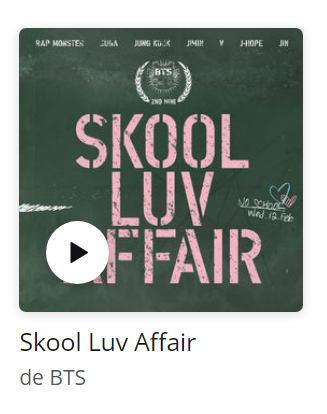 RAP MONSTER SUGA JUNG KOOK JIMIN V J-HOPE JIN
BTS
2ND MINI
SKOOL
LUV
AFFAIR
NO SCHOOL
Wed. 12. Feb
Skool Luv Affair
de BTS